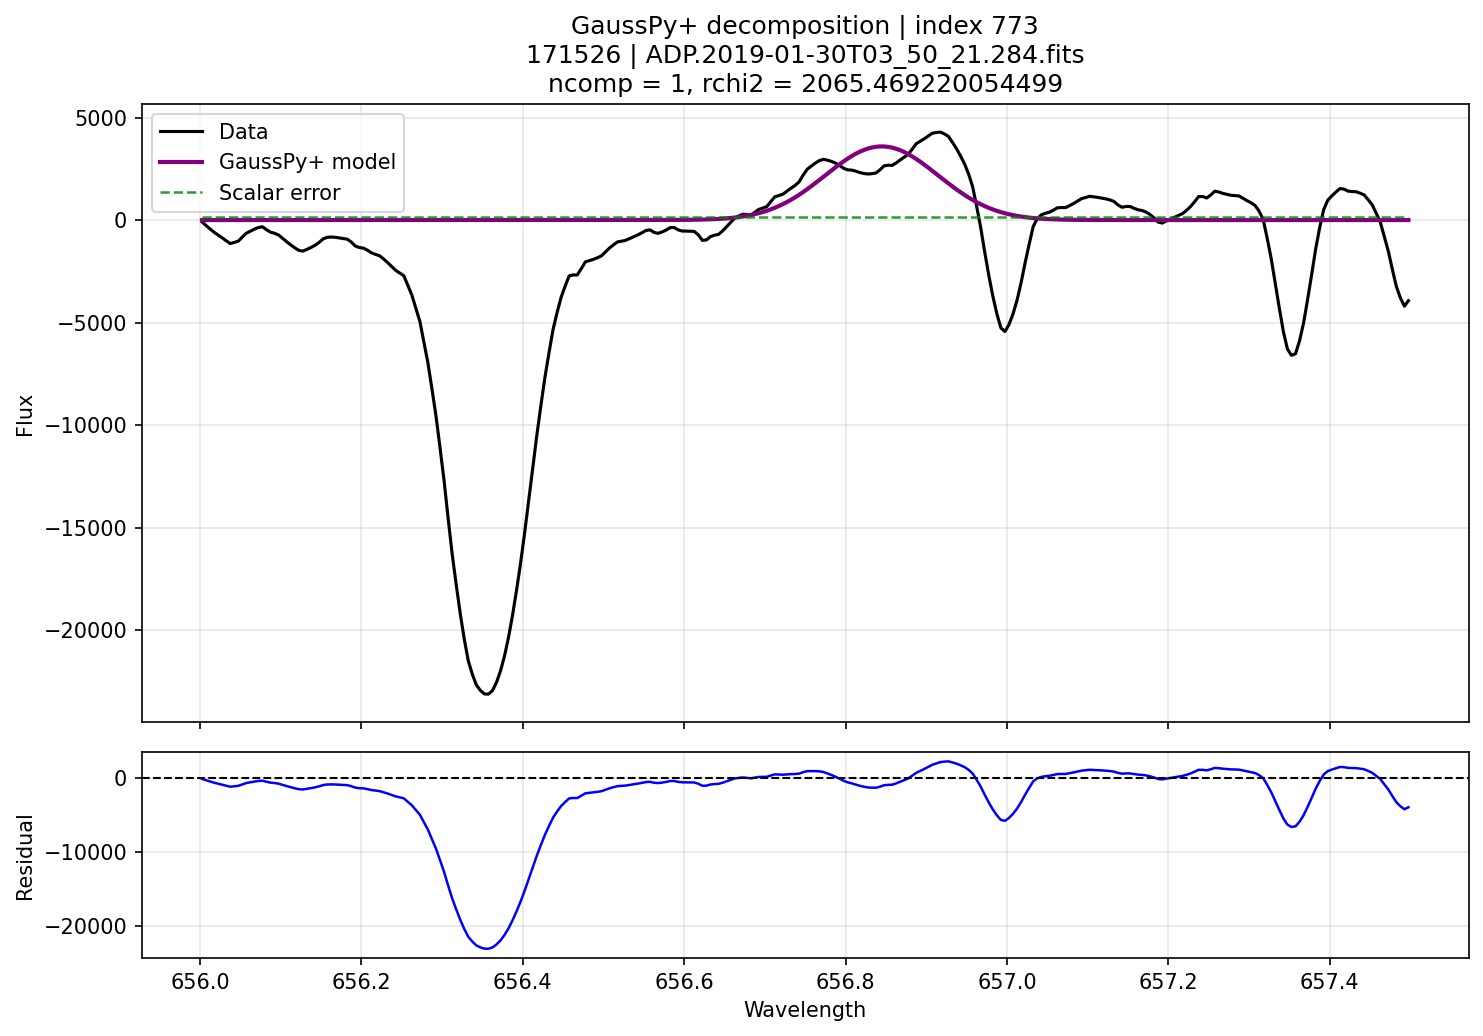 GaussPy+ decomposition | index 773
171526 | ADP.2019-01-30T03_50_21.284.fits
ncomp = 1, rchi2 = 2065.469220054499
Data
GaussPy+ model
Scalar error
5000
0
−5000
−10000
−15000
−20000
Flux
0
−10000
−20000
Residual
656.0 656.2 656.4 656.6 656.8 657.0 657.2 657.4
Wavelength